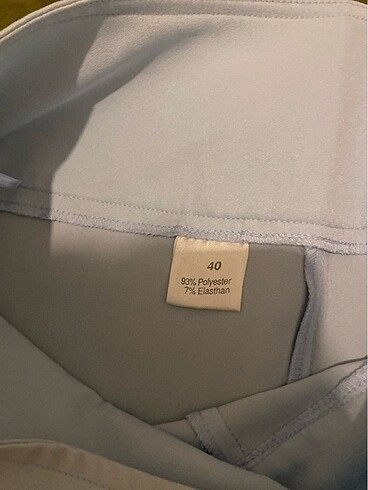 40
93% Polyester
7% Elasthan